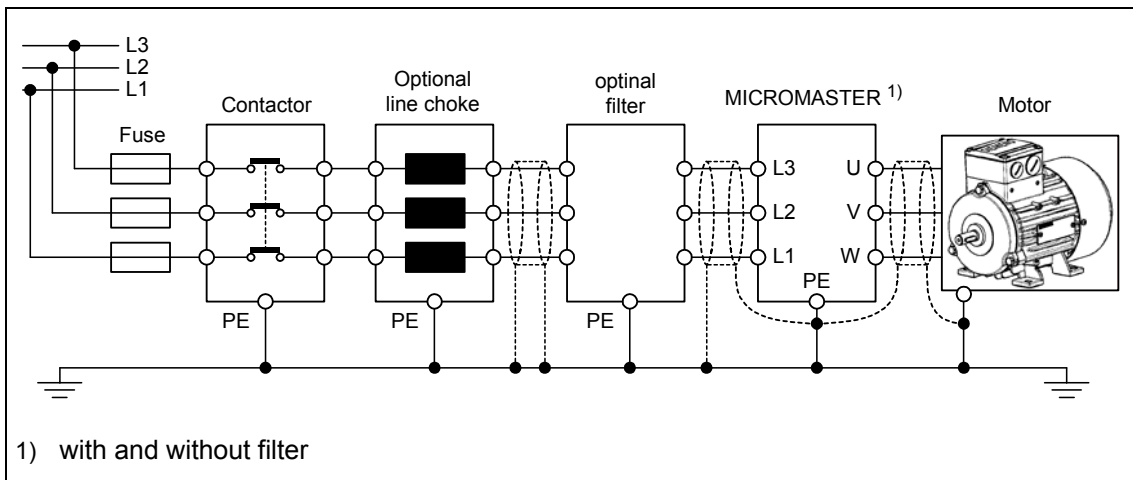 L3
L2
L1
Fuse
Contactor
Optional
line choke
optinal
filter
MICROMASTER 1)
Motor
L3
U
L2
V
L1
W
PE
PE
PE
PE
1) with and without filter